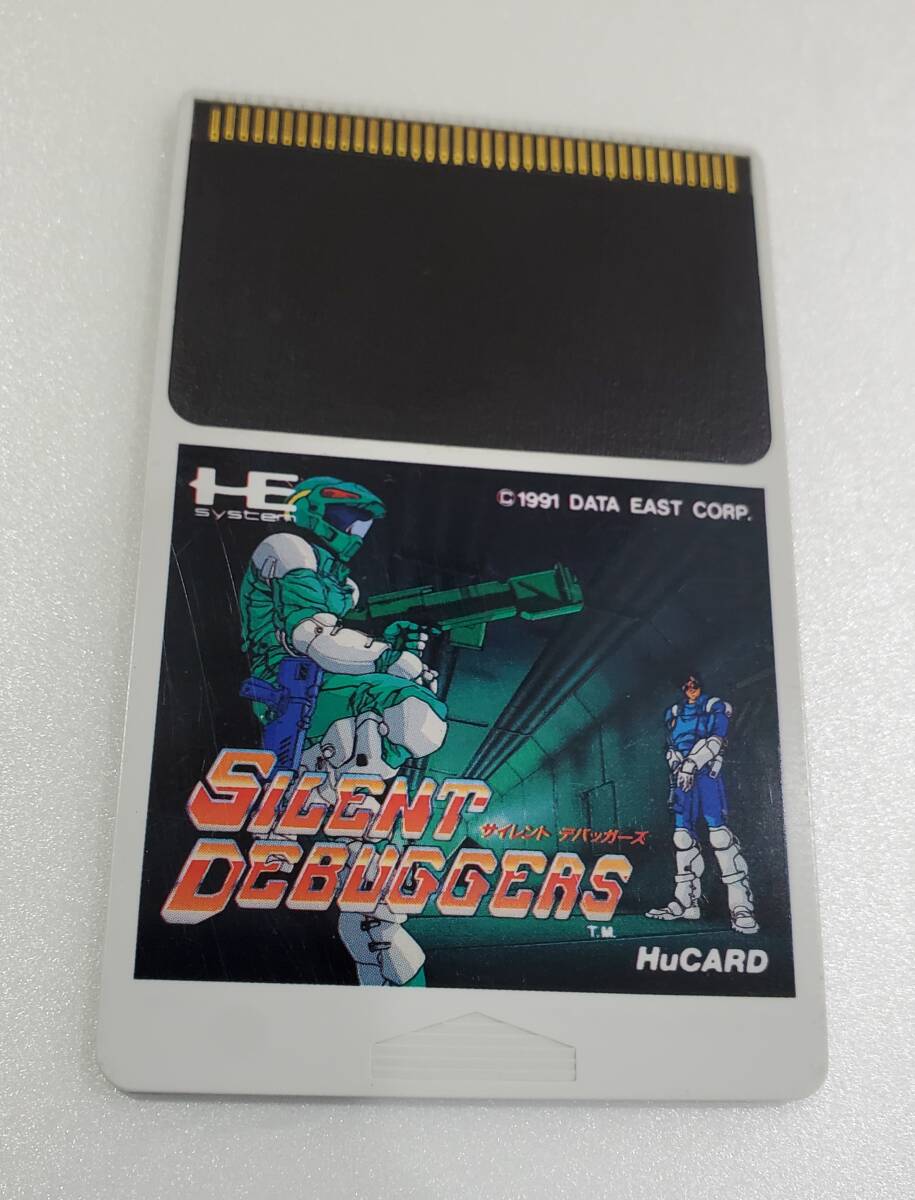 HE
system
©1991 DATA EAST CORP.
SILENT
サイレント デバッガーズ
DEBUGGERS
T.M.
HuCARD